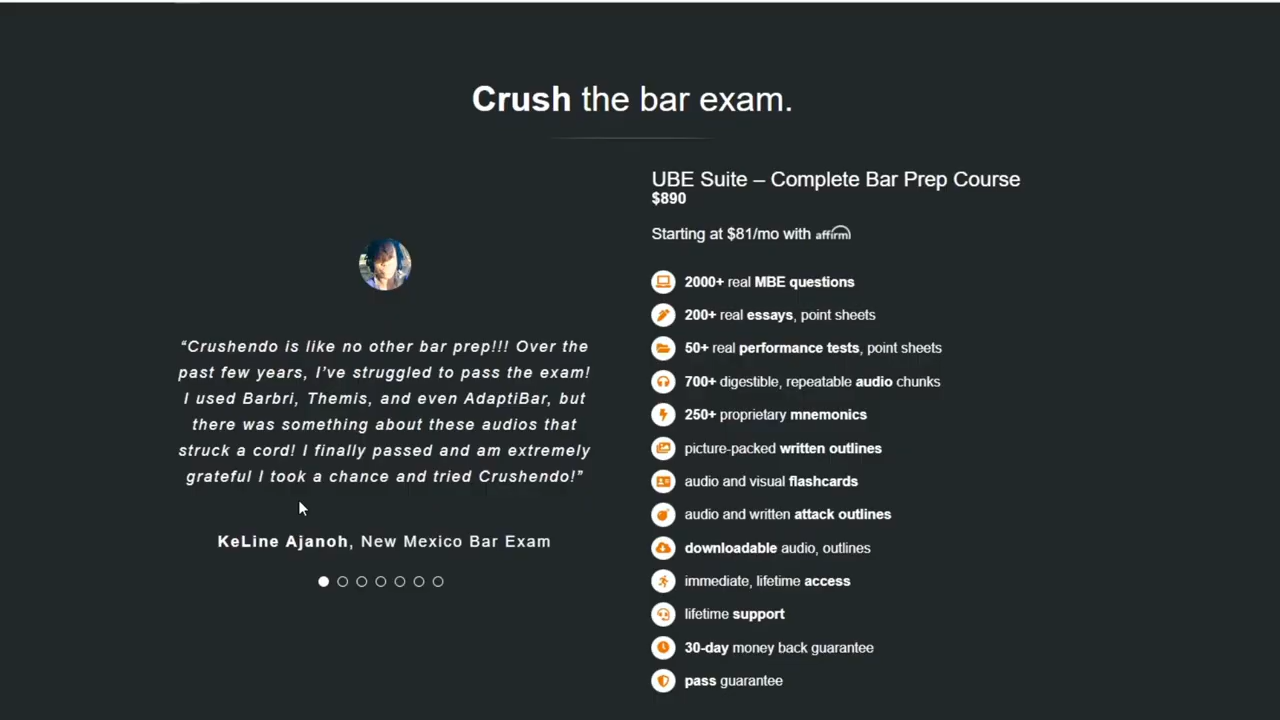 Crush the bar exam.
UBE Suite – Complete Bar Prep Course
$890
Starting at $81/mo with affirm
2000+ real MBE questions
200+ real essays, point sheets
50+ real performance tests, point sheets
700+ digestible, repeatable audio chunks
250+ proprietary mnemonics
picture-packed written outlines
audio and visual flashcards
audio and written attack outlines
downloadable audio, outlines
immediate, lifetime access
lifetime support
30-day money back guarantee
pass guarantee
“Crushendo is like no other bar prep!!! Over the
past few years, I’ve struggled to pass the exam!
I used Barbri, Themis, and even AdaptiBar, but
there was something about these audios that
struck a cord! I finally passed and am extremely
grateful I took a chance and tried Crushendo!”
KeLine Ajanoh, New Mexico Bar Exam